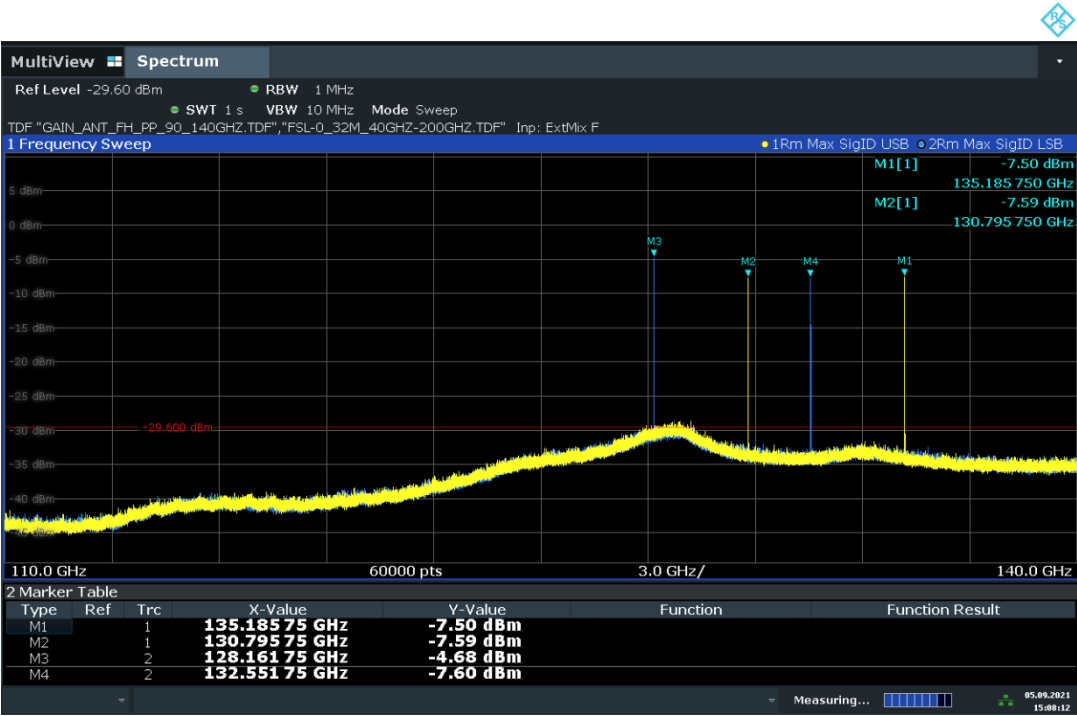 R&S
MultiView Spectrum
Ref Level -29.60 dBm RBW 1 MHz
SWT 1 s VBW 10 MHz Mode Sweep
TDF "GAIN_ANT_FH_PP_90_140GHZ.TDF","FSL-0_32M_40GHZ-200GHZ.TDF" Inp: ExtMix F
1 Frequency Sweep 1Rm Max SigID USB 2Rm Max SigID LSB
M1[1] -7.50 dBm
135.185 750 GHz
M2[1] -7.59 dBm
130.795 750 GHz
5 dBm
0 dBm
M3
-5 dBm
M2 M4 M1
-10 dBm
-15 dBm
-20 dBm
-25 dBm
-29.600 dBm
-30 dBm
-35 dBm
-40 dBm
-45 dBm
110.0 GHz 60000 pts 3.0 GHz/ 140.0 GHz
2 Marker Table
Type Ref Trc X-Value Y-Value Function Function Result
M1 1 135.185 75 GHz -7.50 dBm
M2 1 130.795 75 GHz -7.59 dBm
M3 2 128.161 75 GHz -4.68 dBm
M4 2 132.551 75 GHz -7.60 dBm
Measuring... 05.09.2021
15:08:12